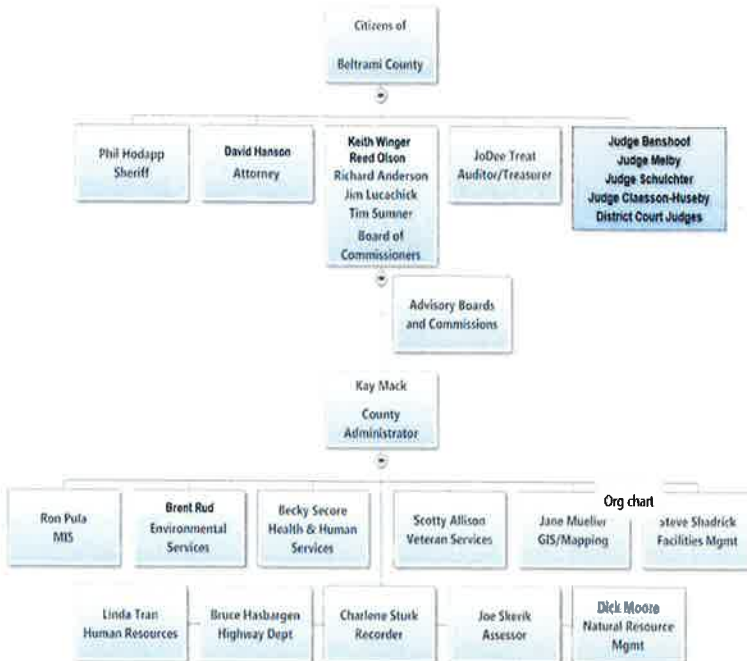 Citizens of
Beltrami County
Phil Hodapp
Sheriff
David Hanson
Attorney
Keith Winger
Reed Olson
Richard Anderson
Jim Lucachick
Tim Sumner
Board of
Commissioners
JoDee Treat
Auditor/Treasurer
Judge Benshoof
Judge Melby
Judge Schulchter
Judge Claesson-Huseby
District Court Judges
Advisory Boards
and Commissions
Kay Mack
County
Administrator
Ron Pula
MIS
Brent Rud
Environmental
Services
Becky Secore
Health & Human
Services
Scotty Allison
Veteran Services
Org chart
Jane Mueller
GIS/Mapping
Steve Shadrick
Facilities Mgmt
Linda Tran
Human Resources
Bruce Hasbargen
Highway Dept
Charlene Sturk
Recorder
Joe Skerik
Assessor
Dick Moore
Natural Resource
Mgmt